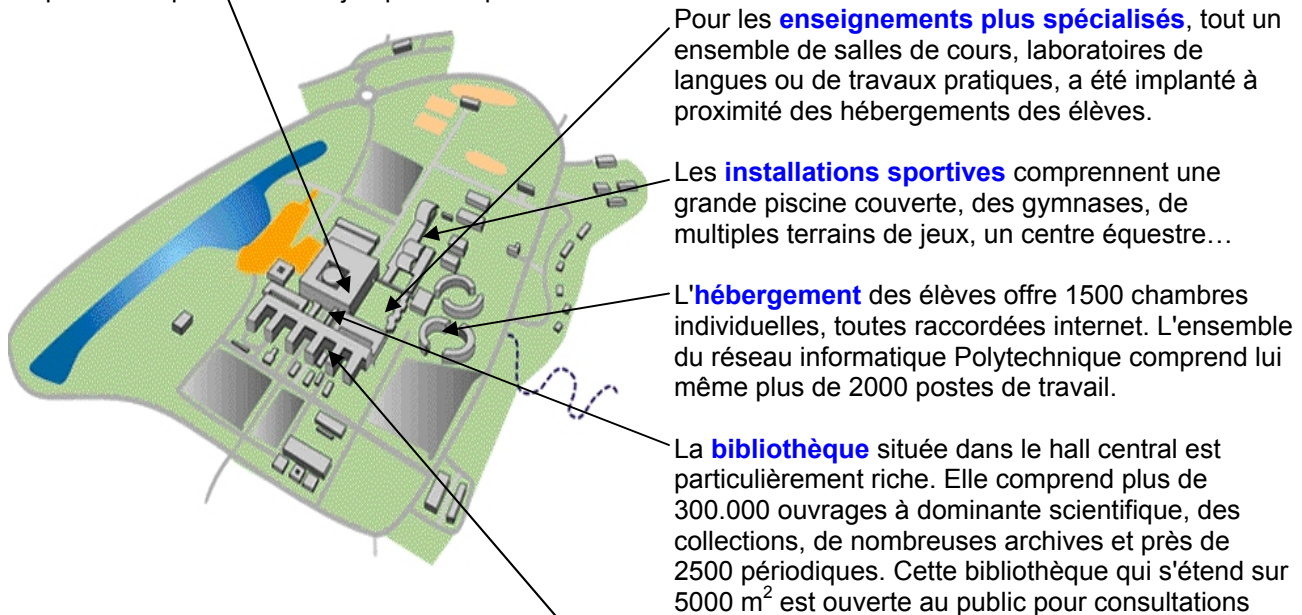 Pour les enseignements plus spécialisés, tout un
ensemble de salles de cours, laboratoires de
langues ou de travaux pratiques, a été implanté à
proximité des hébergements des élèves.
Les installations sportives comprennent une
grande piscine couverte, des gymnases, de
multiples terrains de jeux, un centre équestre…
L'hébergement des élèves offre 1500 chambres
individuelles, toutes raccordées internet. L'ensemble
du réseau informatique Polytechnique comprend lui
même plus de 2000 postes de travail.
La bibliothèque située dans le hall central est
particulièrement riche. Elle comprend plus de
300.000 ouvrages à dominante scientifique, des
collections, de nombreuses archives et près de
2500 périodiques. Cette bibliothèque qui s'étend sur
5000 m² est ouverte au public pour consultations